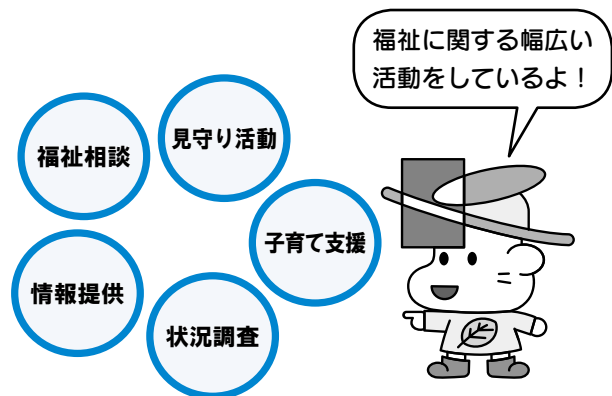 福祉に関する幅広い
活動をしているよ！
福祉相談
見守り活動
子育て支援
情報提供
状況調査